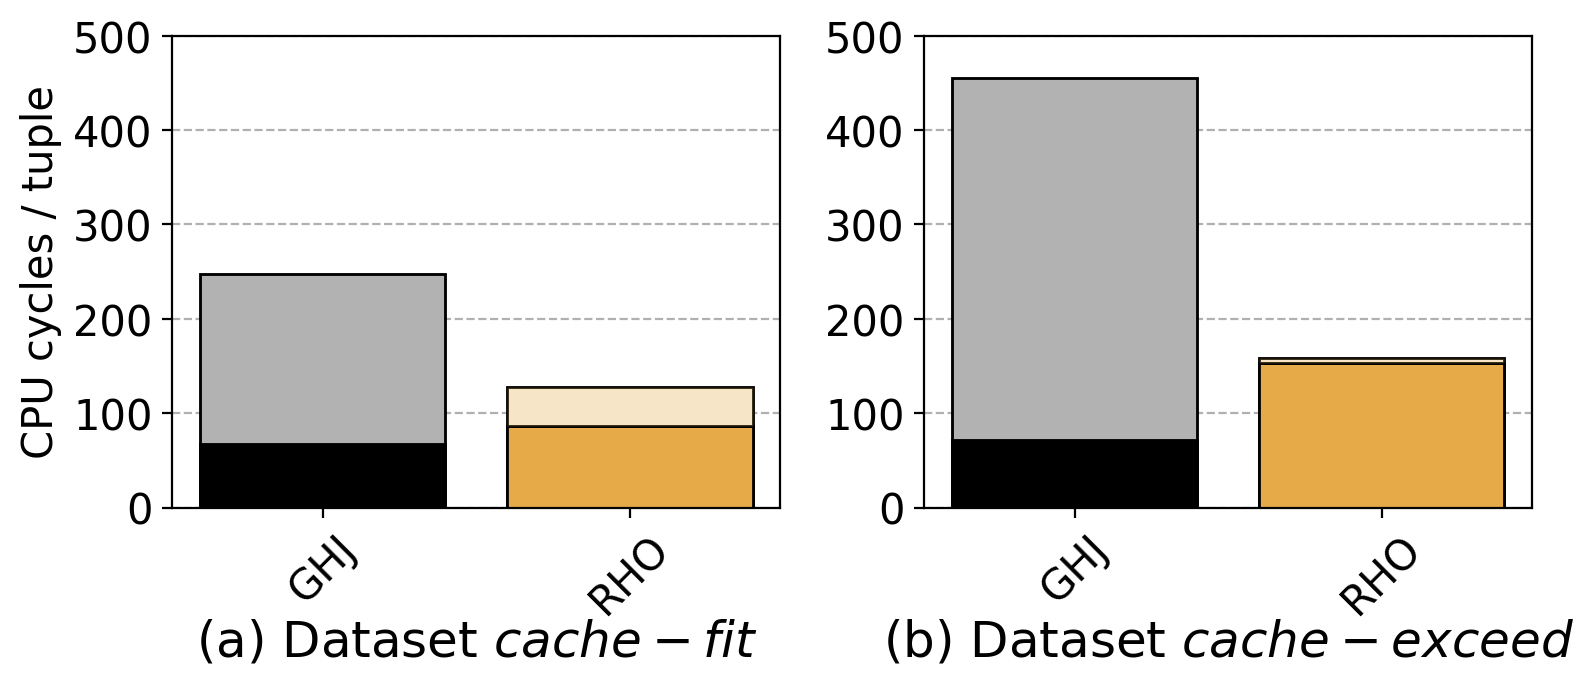 CPU cycles / tuple
500
400
300
200
100
0
GHJ
RHO
(a) Dataset cache − fit
500
400
300
200
100
0
GHJ
RHO
(b) Dataset cache − exceed